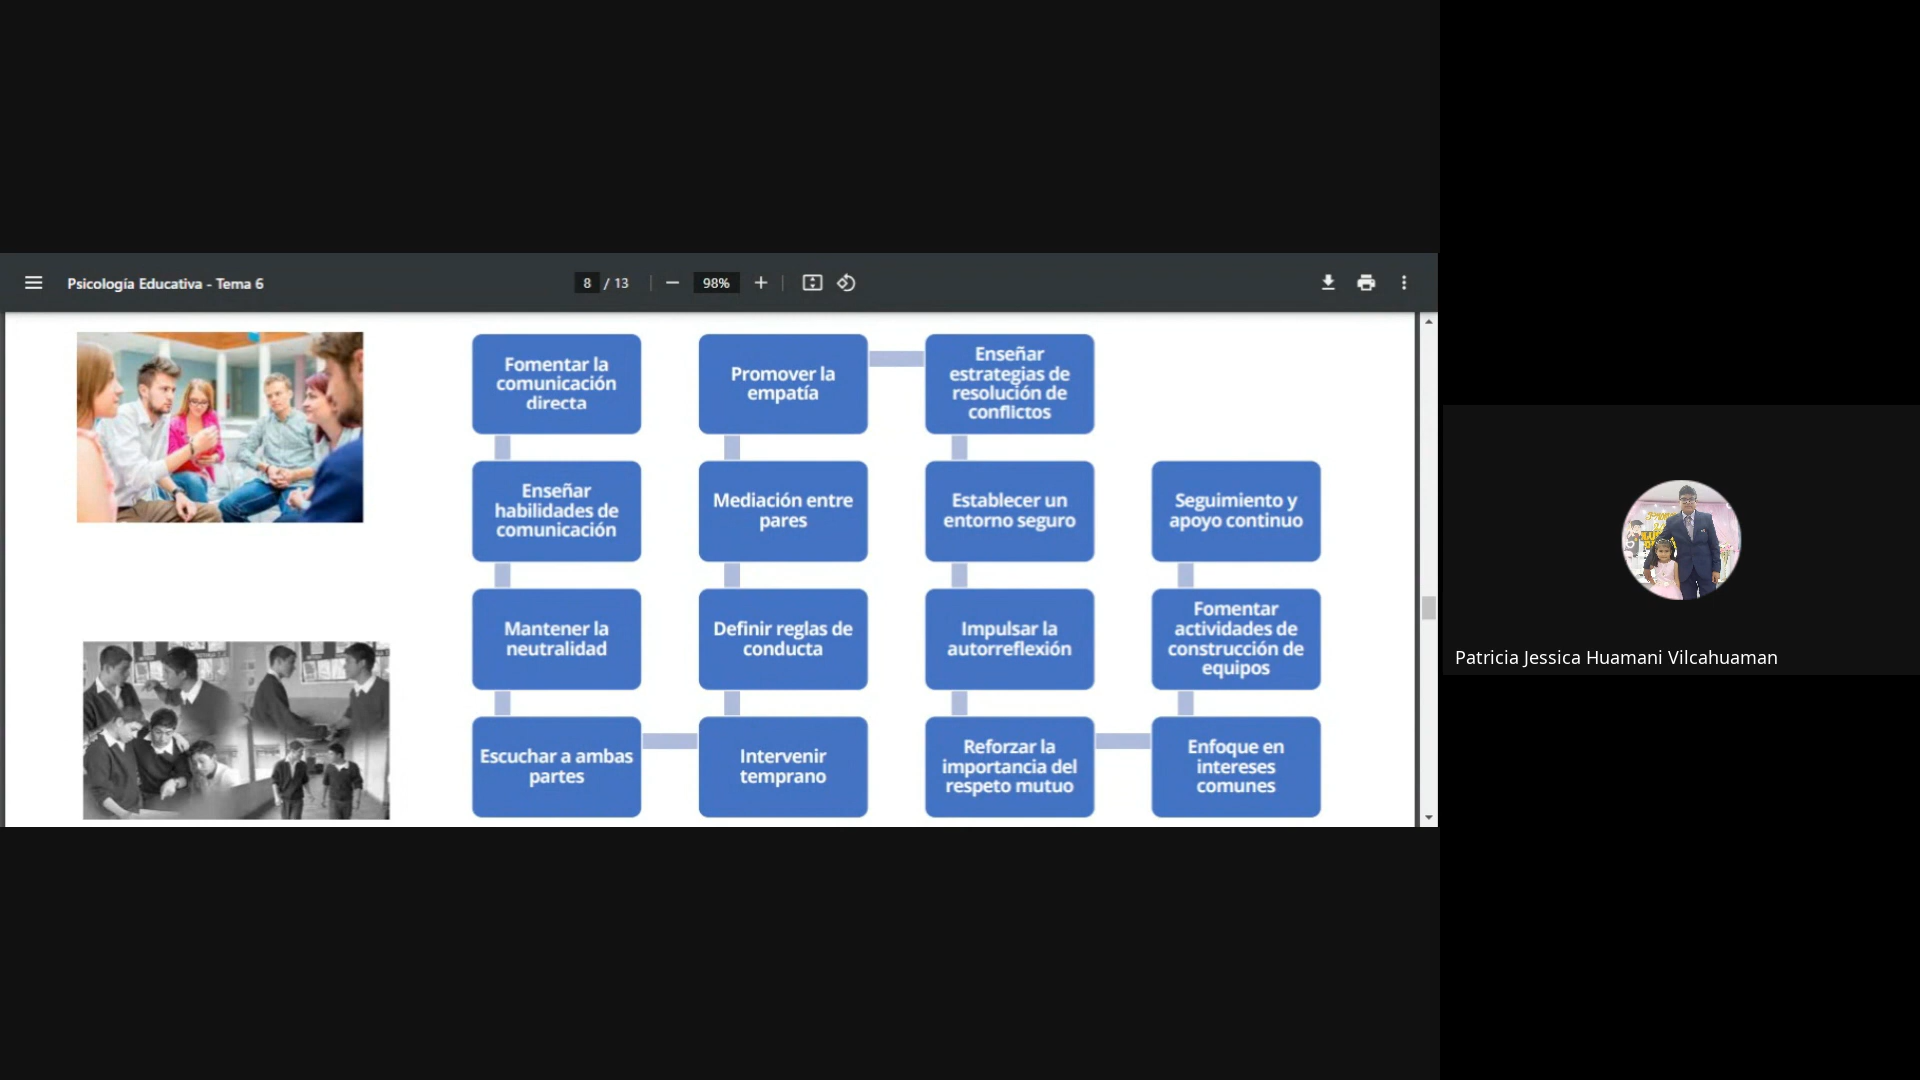 Psicología Educativa - Tema 6
8 / 13
98%
Fomentar la
comunicación
directa
Enseñar
habilidades de
comunicación
Mantener la
neutralidad
Escuchar a ambas
partes
Intervenir
temprano
Definir reglas de
conducta
Mediación entre
pares
Promover la
empatía
Enseñar
estrategias de
resolución de
conflictos
Establecer un
entorno seguro
Impulsar la
autorreflexión
Reforzar la
importancia del
respeto mutuo
Enfoque en
intereses
comunes
Fomentar
actividades de
construcción de
equipos
Seguimiento y
apoyo continuo
Patricia Jessica Huamani Vilcahuaman